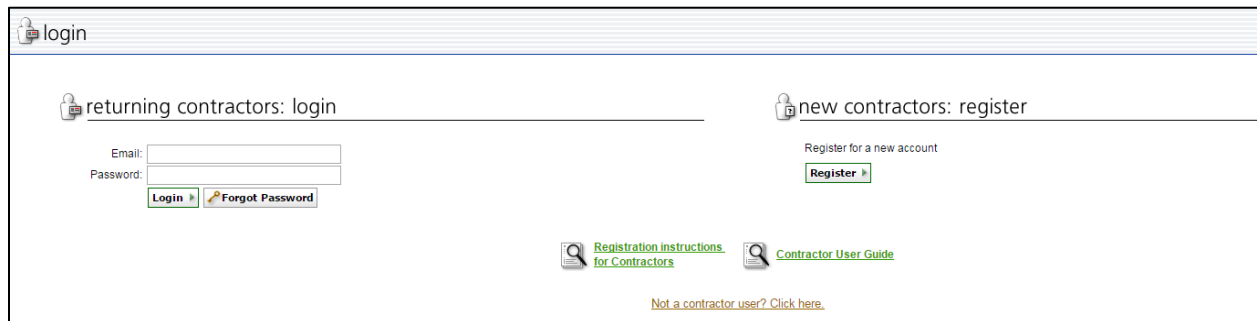 login
returning contractors: login
Email:
Password:
Login
Forgot Password
new contractors: register
Register for a new account
Register
Registration instructions
for Contractors
Contractor User Guide
Not a contractor user? Click here.